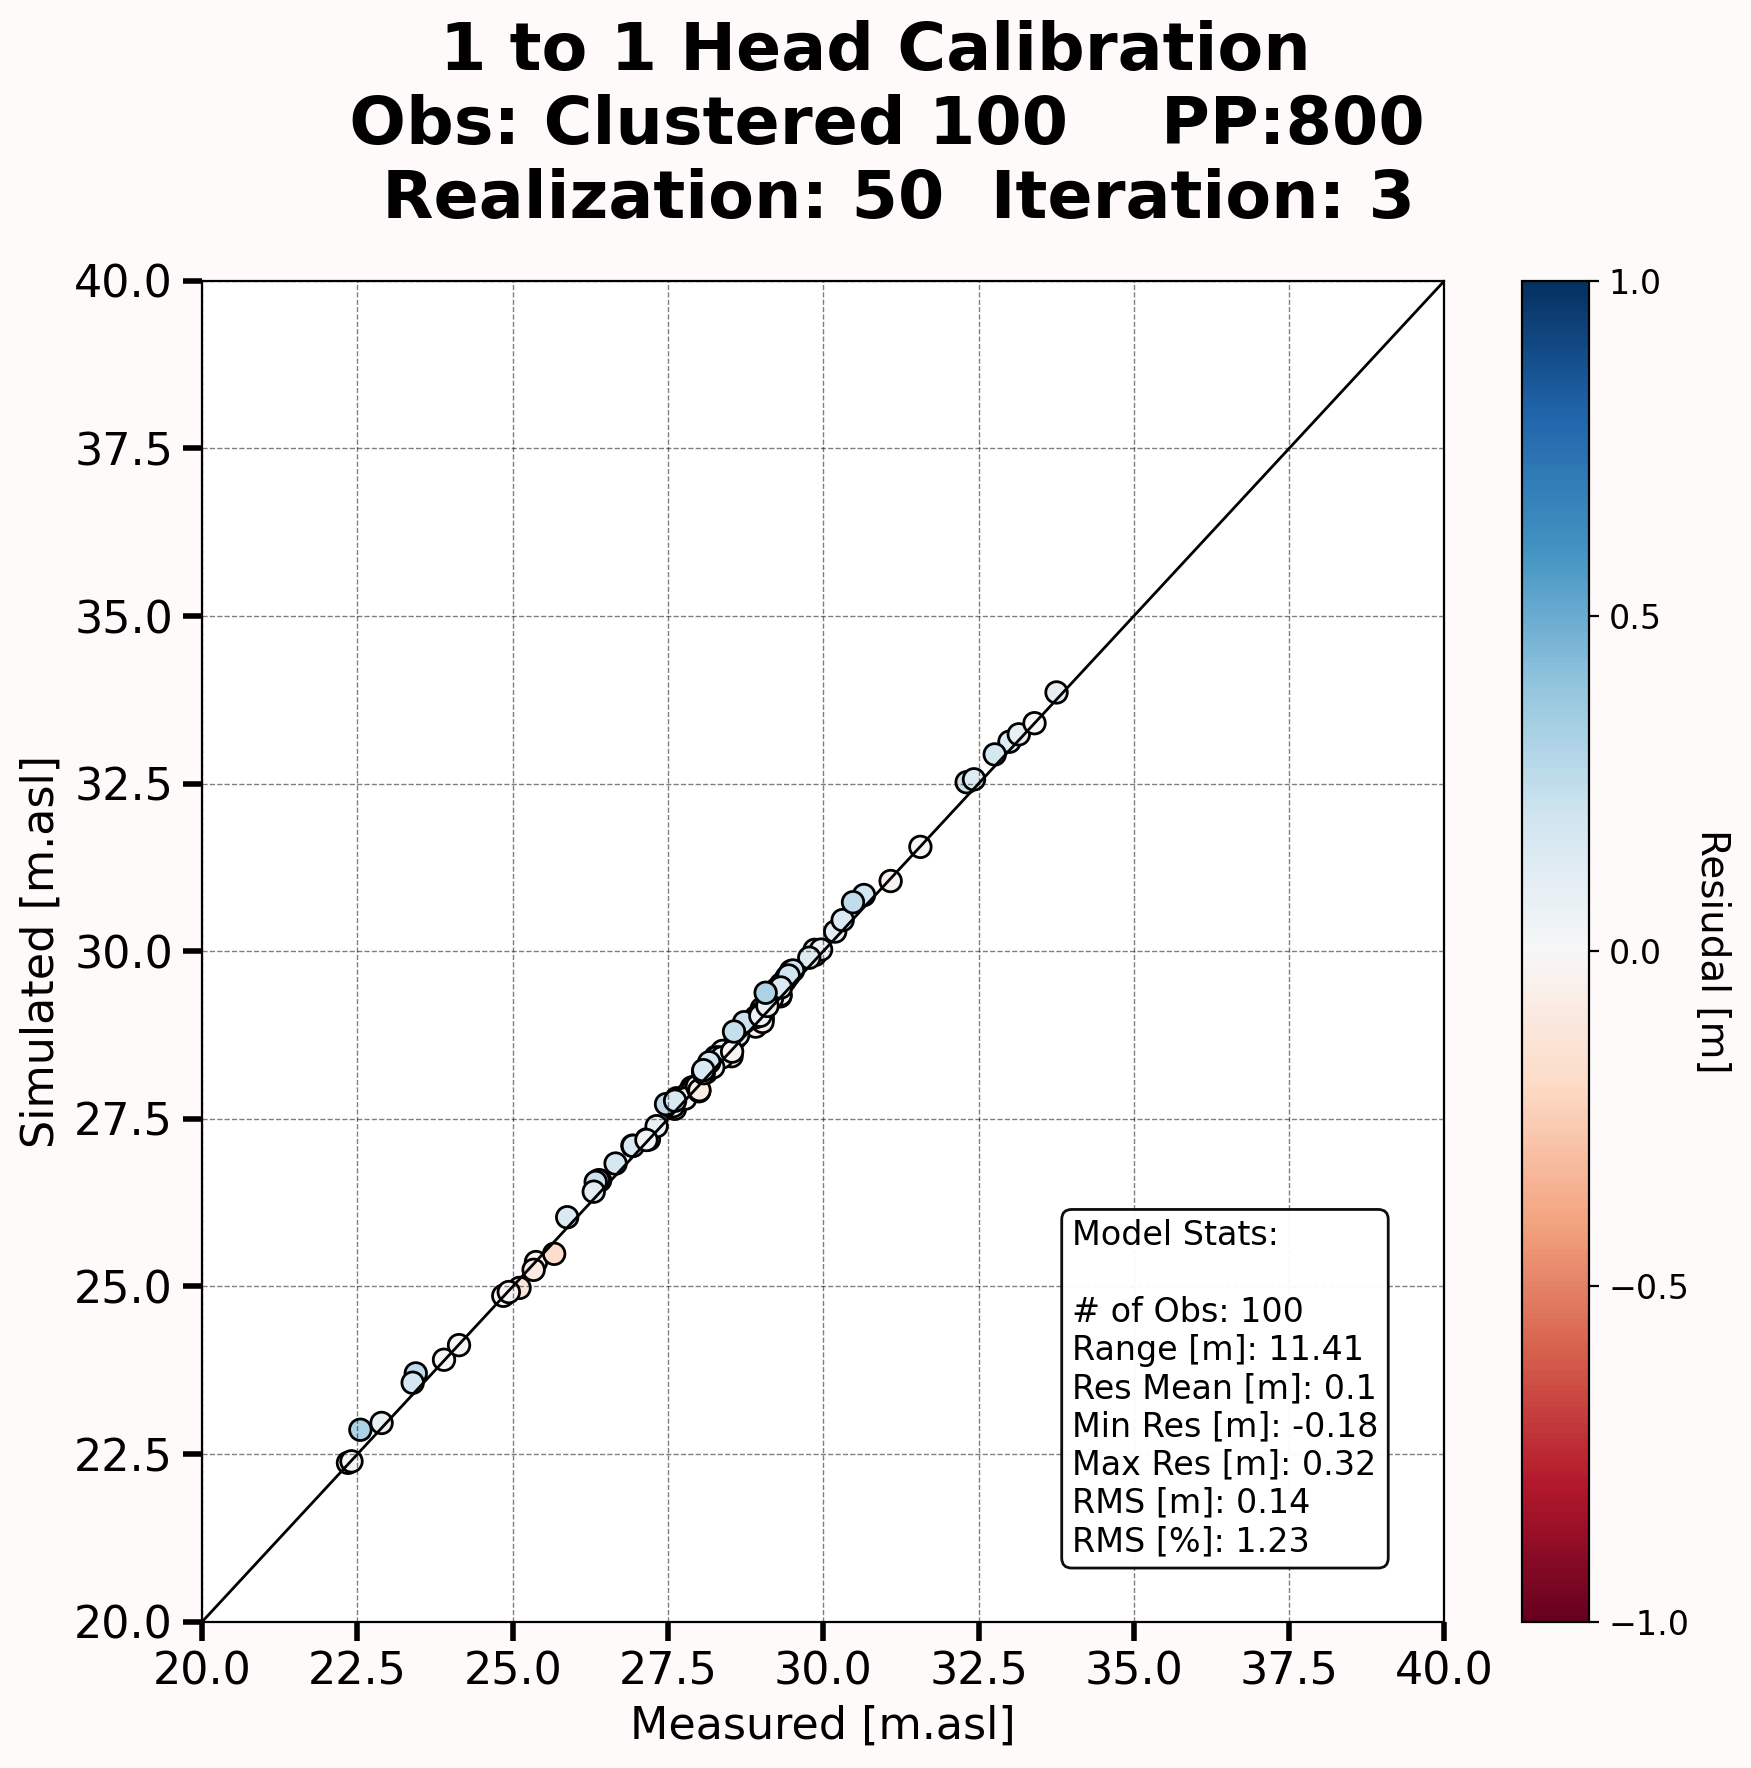 1 to 1 Head Calibration
Obs: Clustered 100 PP:800
Realization: 50 Iteration: 3
40.0
37.5
35.0
32.5
30.0
27.5
25.0
22.5
20.0
Simulated [m.asl]
20.0 22.5 25.0 27.5 30.0 32.5 35.0 37.5 40.0
Measured [m.asl]
Model Stats:
# of Obs: 100
Range [m]: 11.41
Res Mean [m]: 0.1
Min Res [m]: -0.18
Max Res [m]: 0.32
RMS [m]: 0.14
RMS [%]: 1.23
1.0
0.5
0.0
−0.5
−1.0
Resiudal [m]